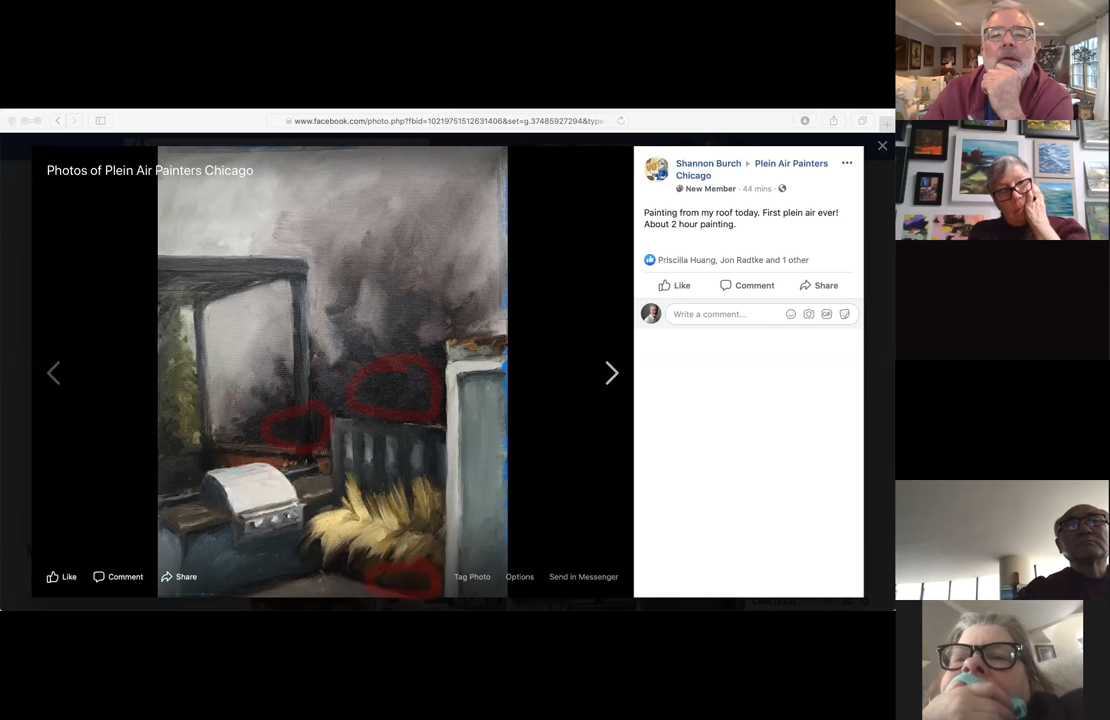 www.facebook.com/photo.php?fbid=10219751512631406&set=g.37485927294&type=
Photos of Plein Air Painters Chicago
Shannon Burch ▸ Plein Air Painters
Chicago
New Member · 44 mins ·
Painting from my roof today. First plein air ever!
About 2 hour painting.
Priscilla Huang, Jon Radtke and 1 other
Like Comment Share
Write a comment...
GIF
Like Comment Share Tag Photo Options Send in Messenger